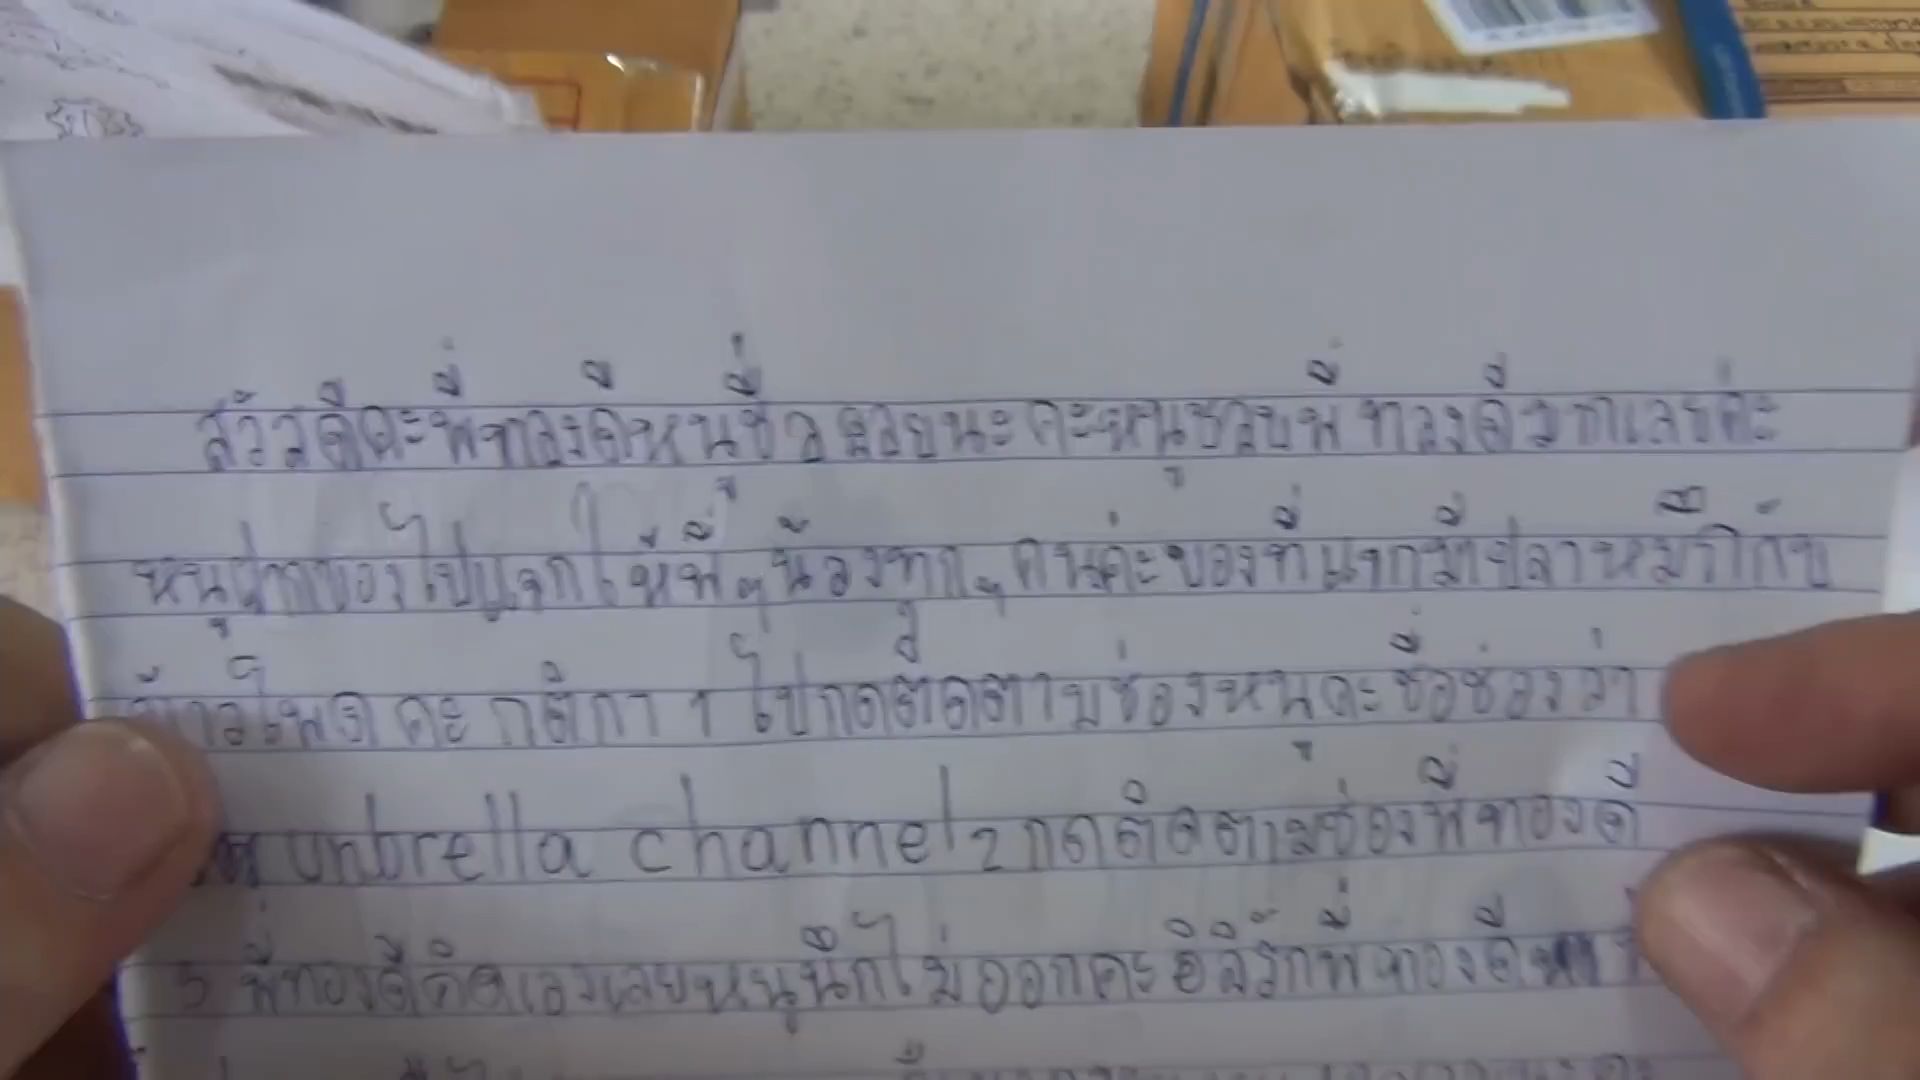 สวัวดีคะพี่ทองดีหนูชื่อ นะคะหนูชอบพี่ทองดีมากเลยค่ะ
หนูฝากของไปแจกให้พี่ๆน้องทุกๆคนค่ะของที่แจกมีปลาหมึกกับ
ข้าวโพดคะ กติกา 1 ไปกดติดตามช่องหนูคะชื่อช่องว่า
unbrella channel 2 กดติดตามช่องพี่ทองดี
3 พี่ทองดีคิดเองเลยหนูนึกไม่ออกคะอิอิรักพี่ทองดี